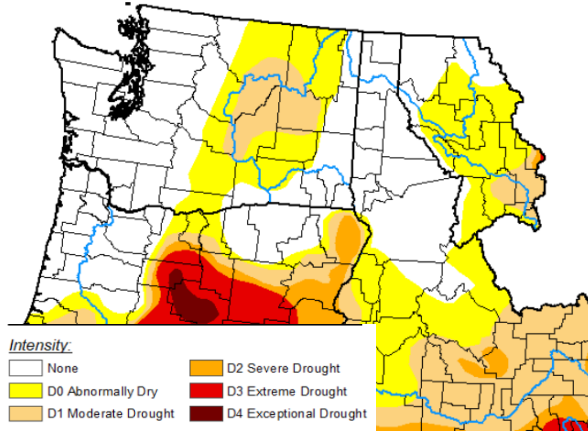 Intensity:
None
D0 Abnormally Dry
D1 Moderate Drought
D2 Severe Drought
D3 Extreme Drought
D4 Exceptional Drought